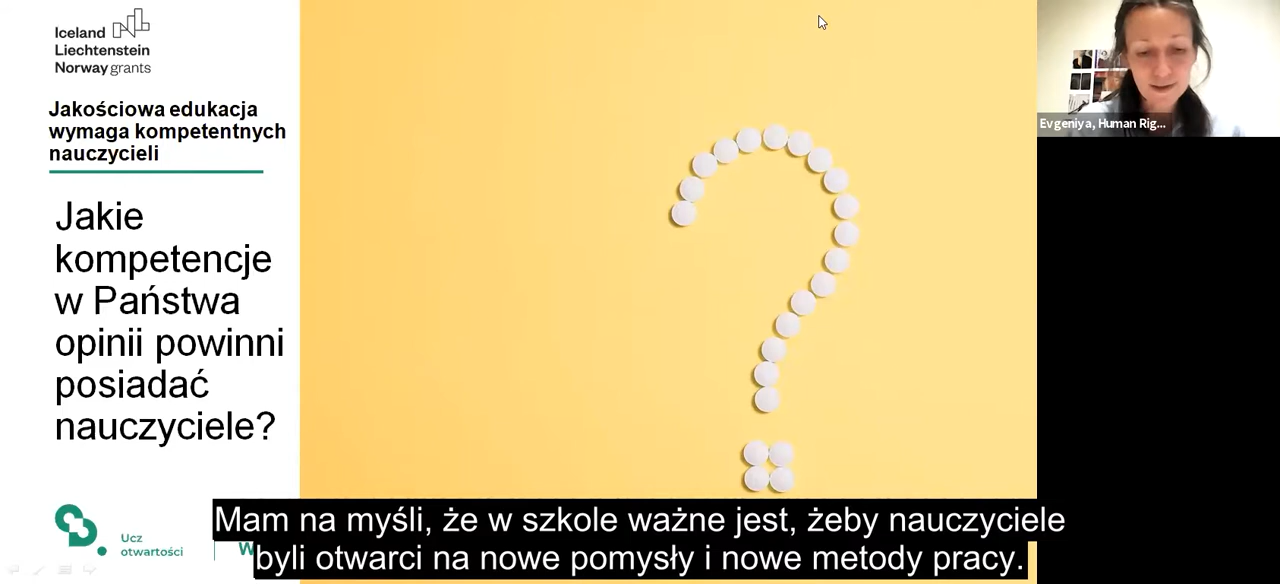 Iceland
Liechtenstein
Norway grants
Jakościowa edukacja
wymaga kompetentnych
nauczycieli
Jakie
kompetencje
w Państwa
opinii powinni
posiadać
nauczyciele?
Evgeniya, Human Rig...
Ucz
otwartości
Mam na myśli, że w szkole ważne jest, żeby nauczyciele
byli otwarci na nowe pomysły i nowe metody pracy.